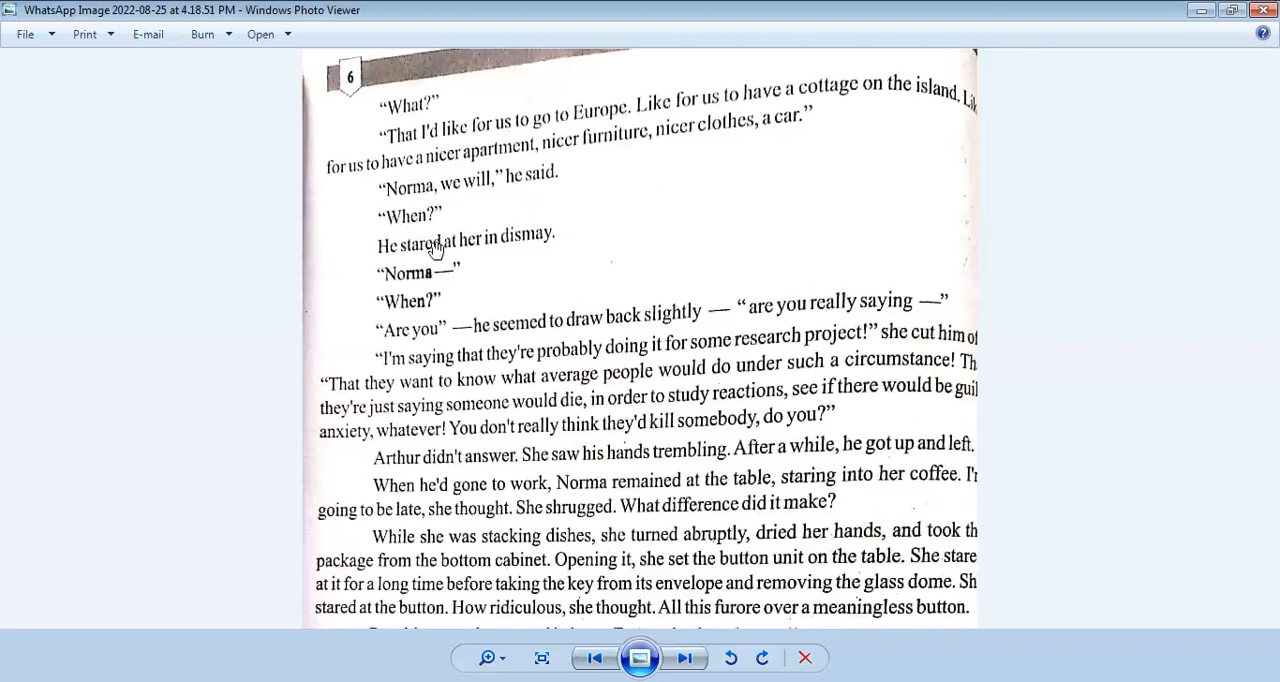 WhatsApp Image 2022-08-25 at 4.18.51 PM - Windows Photo Viewer
File Print E-mail Burn Open
6
“What?”
“That I'd like for us to go to Europe. Like for us to have a cottage on the island.
for us to have a nicer apartment, nicer furniture, nicer clothes, a car.”
“Norma, we will,” he said.
“When?”
He stared at her in dismay.
“Norma—”
“When?”
“Are you” —he seemed to draw back slightly — “are you really saying —”
“I'm saying that they're probably doing it for some research project!” she cut him
“That they want to know what average people would do under such a circumstance!
they're just saying someone would die, in order to study reactions, see if there would be
anxiety, whatever! You don't really think they'd kill somebody, do you?”
Arthur didn't answer. She saw his hands trembling. After a while, he got up and left.
When he'd gone to work, Norma remained at the table, staring into her coffee.
going to be late, she thought. She shrugged. What difference did it make?
While she was stacking dishes, she turned abruptly, dried her hands, and took
package from the bottom cabinet. Opening it, she set the button unit on the table. She
at it for a long time before taking the key from its envelope and removing the glass dome.
stared at the button. How ridiculous, she thought. All this furore over a meaningless button.